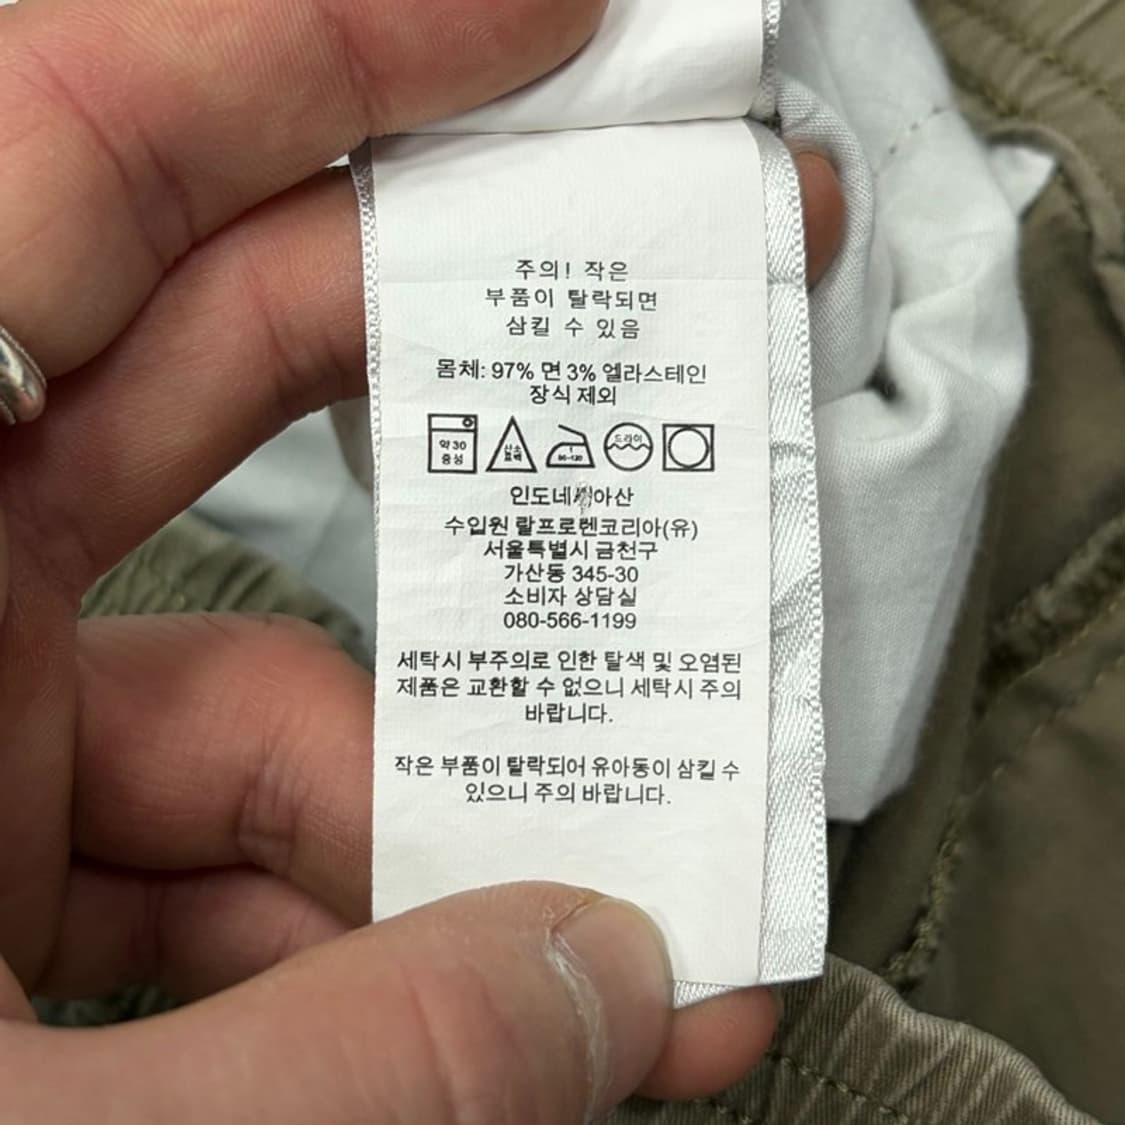 주의! 작은
부품이 탈락되면
삼킬 수 있음
몸체: 97% 면 3% 엘라스테인
장식 제외
약 30
중성
산소
표백
80-120
드라이
수입원 랄프로렌코리아(유)
서울특별시 금천구
가산동 345-30
소비자 상담실
080-566-1199
세탁시 부주의로 인한 탈색 및 오염된
제품은 교환할 수 없으니 세탁시 주의
바랍니다.
작은 부품이 탈락되어 유아동이 삼킬 수
있으니 주의 바랍니다.